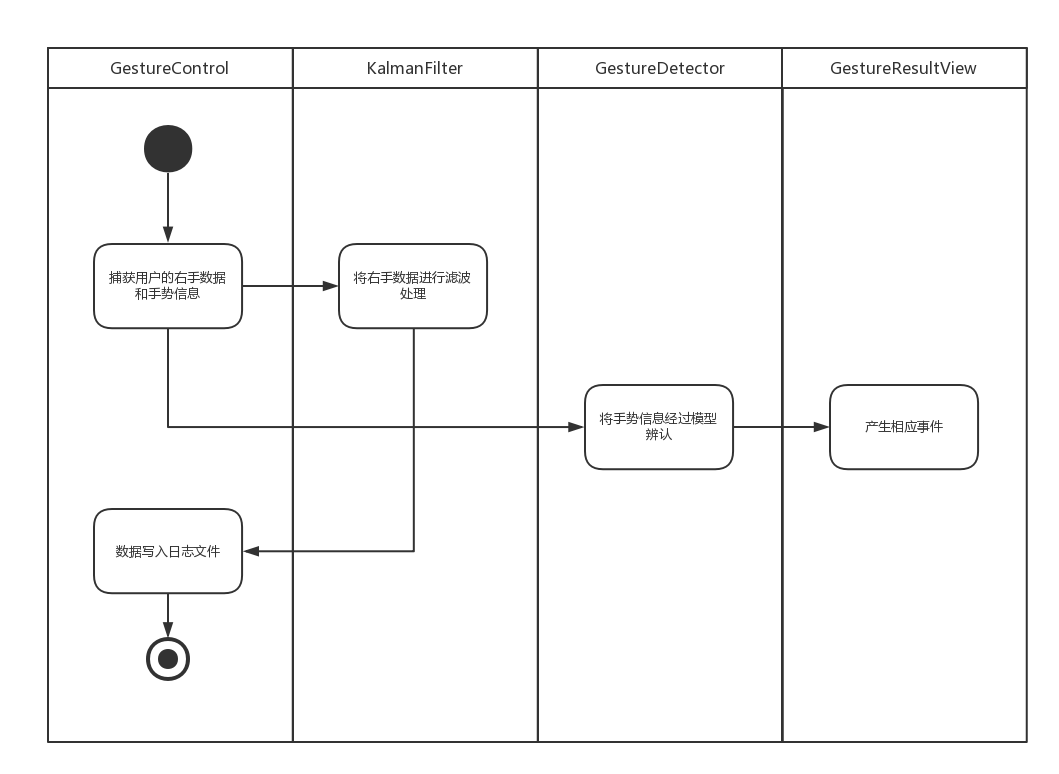 GestureControl
KalmanFilter
GestureDetector
GestureResultView
捕获用户的右手数据
和手势信息
将右手数据进行滤波
处理
将手势信息经过模型
辨认
产生相应事件
数据写入日志文件